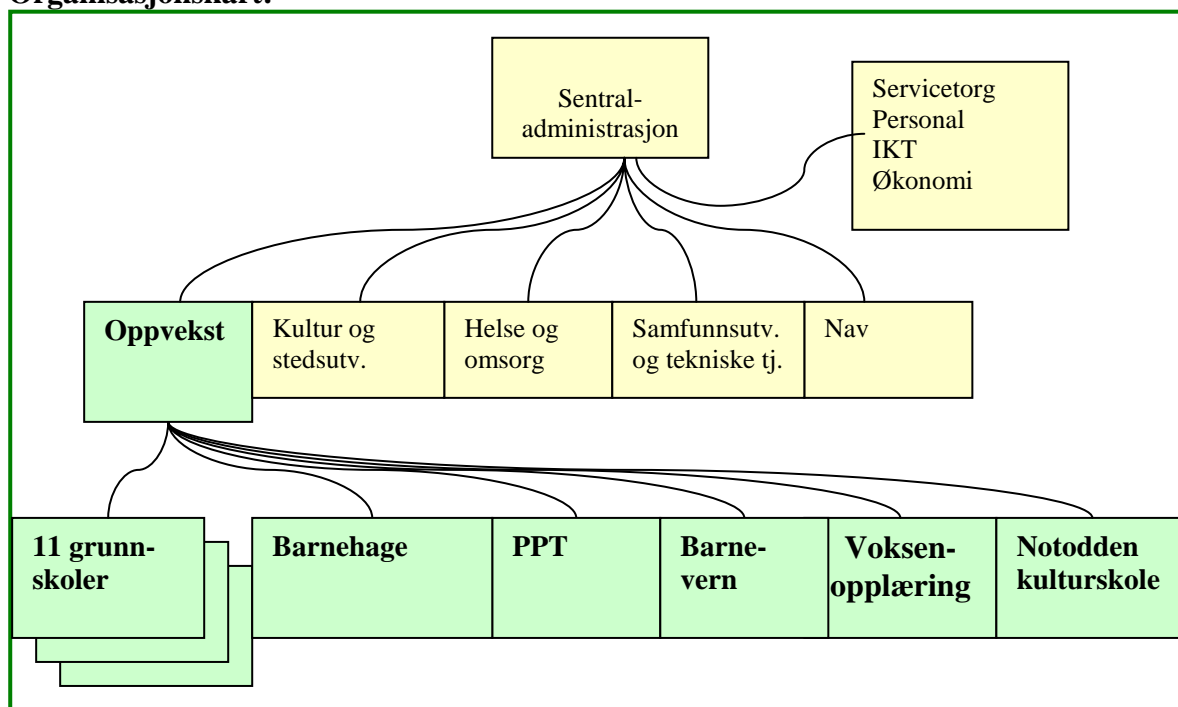 Organisasjonskart:
Sentral-
administrasjon
Servicetorg
Personal
IKT
Økonomi
Oppvekst
Kultur og
stedsutv.
Helse og
omsorg
Samfunnsutv.
og tekniske tj.
Nav
11 grunn-
skoler
Barnehage
PPT
Barne-
vern
Voksen-
opplæring
Notodden
kulturskole